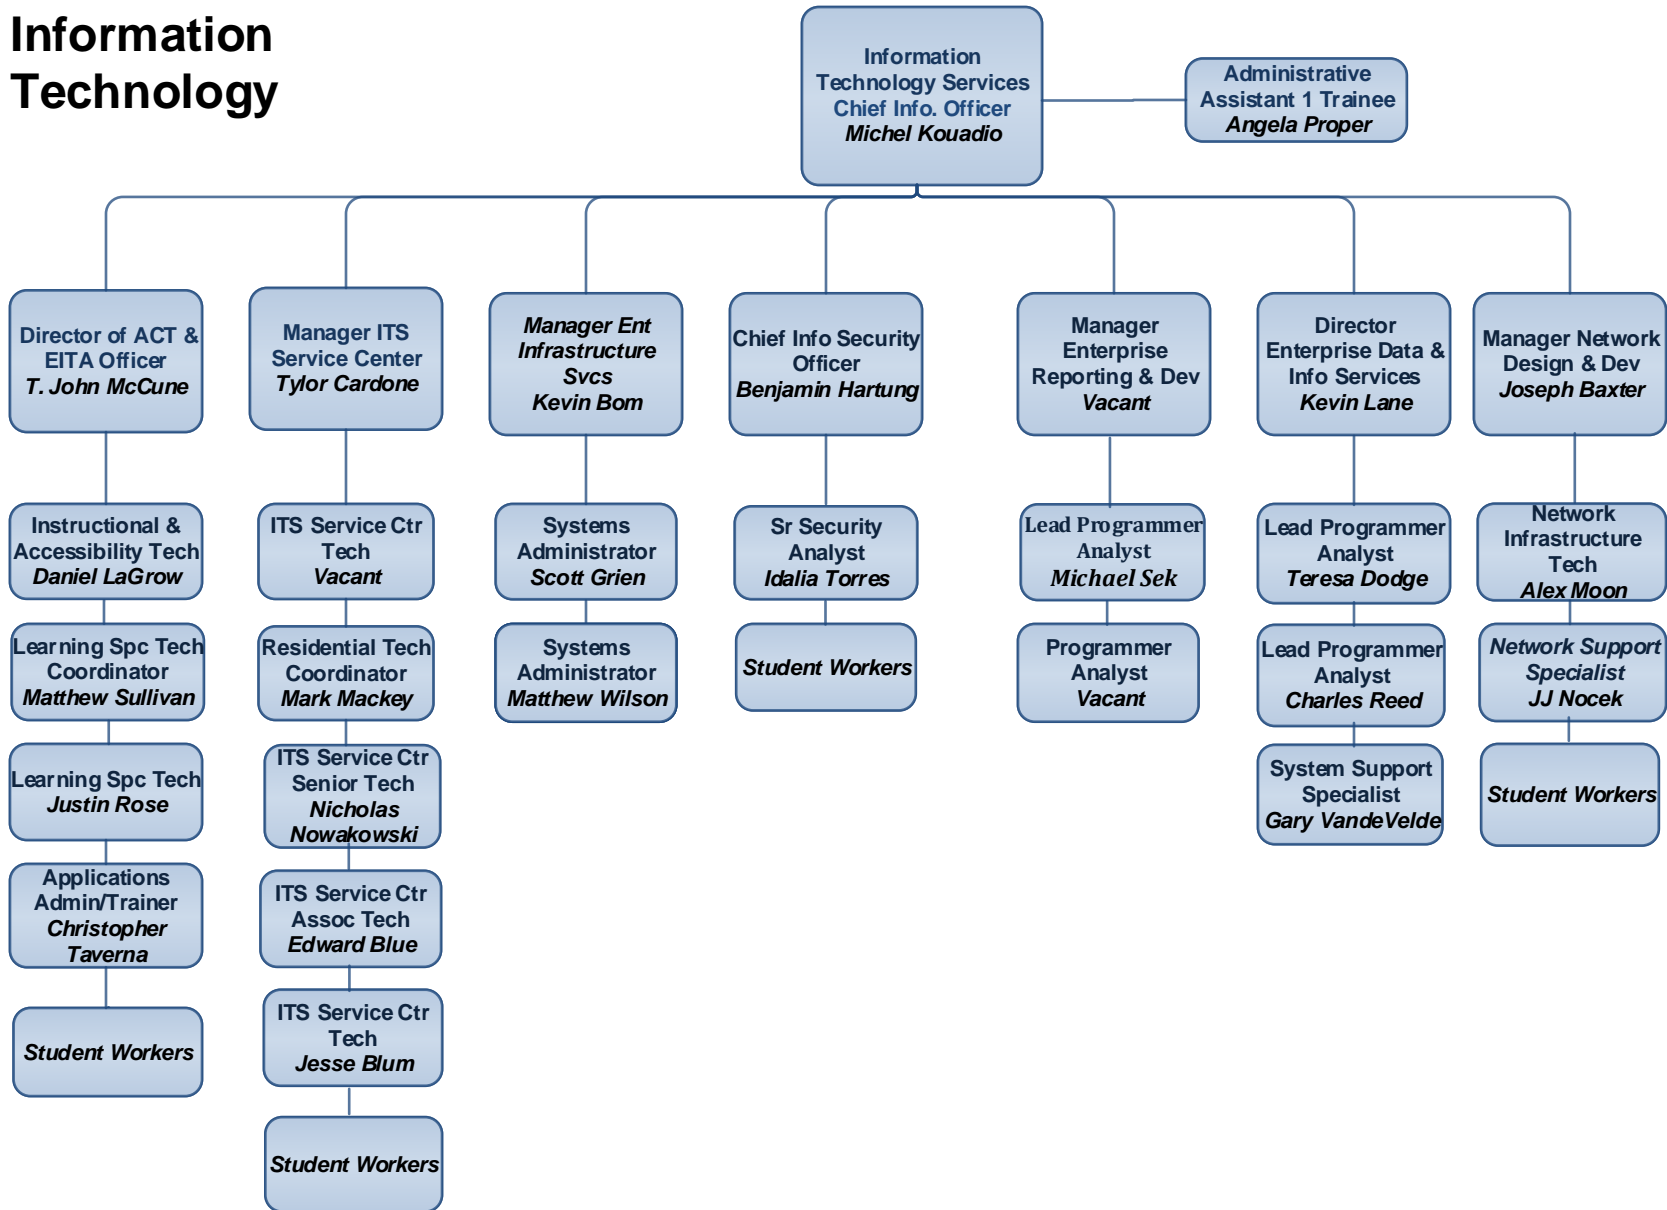 Information
Technology
Information
Technology Services
Chief Info. Officer
Michel Kouadio
Administrative
Assistant 1 Trainee
Angela Proper
Director of ACT &
EITA Officer
T. John McCune
Instructional &
Accessibility Tech
Daniel LaGrow
Learning Spc Tech
Coordinator
Matthew Sullivan
Learning Spc Tech
Justin Rose
Applications
Admin/Trainer
Christopher
Taverna
Student Workers
Manager ITS
Service Center
Tylor Cardone
ITS Service Ctr
Tech
Vacant
Residential Tech
Coordinator
Mark Mackey
ITS Service Ctr
Senior Tech
Nicholas
Nowakowski
ITS Service Ctr
Assoc Tech
Edward Blue
ITS Service Ctr
Tech
Jesse Blum
Student Workers
Manager Ent
Infrastructure
Svcs
Kevin Bom
Systems
Administrator
Scott Grien
Systems
Administrator
Matthew Wilson
Chief Info Security
Officer
Benjamin Hartung
Sr Security
Analyst
Idalia Torres
Student Workers
Manager
Enterprise
Reporting & Dev
Vacant
Lead Programmer
Analyst
Michael Sek
Programmer
Analyst
Vacant
Director
Enterprise Data &
Info Services
Kevin Lane
Lead Programmer
Analyst
Teresa Dodge
Lead Programmer
Analyst
Charles Reed
System Support
Specialist
Gary VandeVelde
Manager Network
Design & Dev
Joseph Baxter
Network
Infrastructure
Tech
Alex Moon
Network Support
Specialist
JJ Nocek
Student Workers